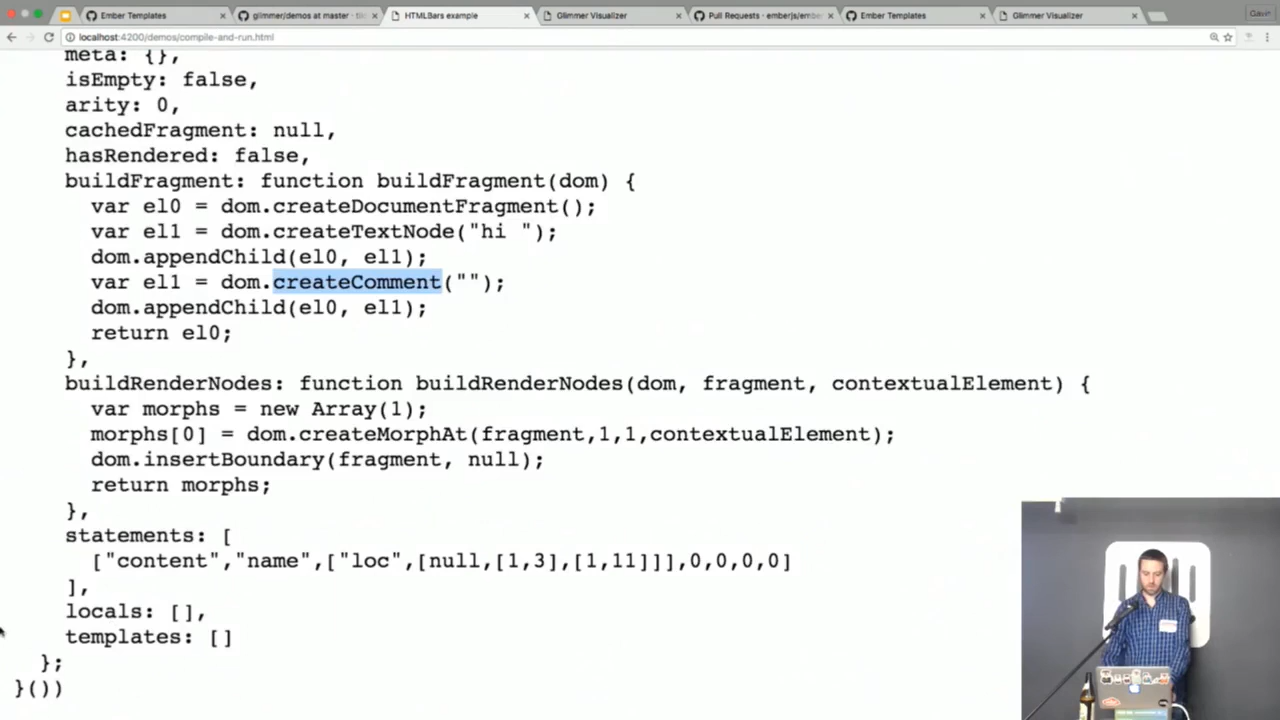 Ember Templates
glimmer/demos at master · til
HTMLBars example
Glimmer Visualizer
Pull Requests · emberjs/ember
Ember Templates
Glimmer Visualizer
localhost:4200/demos/compile-and-run.html
meta: {},
isEmpty: false,
arity: 0,
cachedFragment: null,
hasRendered: false,
buildFragment: function buildFragment(dom) {
var el0 = dom.createDocumentFragment();
var el1 = dom.createTextNode("hi ");
dom.appendChild(el0, el1);
var el1 = dom.createComment("");
dom.appendChild(el0, el1);
return el0;
},
buildRenderNodes: function buildRenderNodes(dom, fragment, contextualElement) {
var morphs = new Array(1);
morphs[0] = dom.createMorphAt(fragment,1,1,contextualElement);
dom.insertBoundary(fragment, null);
return morphs;
},
statements: [
["content","name",["loc",[null,[1,3],[1,11]]],0,0,0,0]
],
locals: [],
templates: []
};
}())